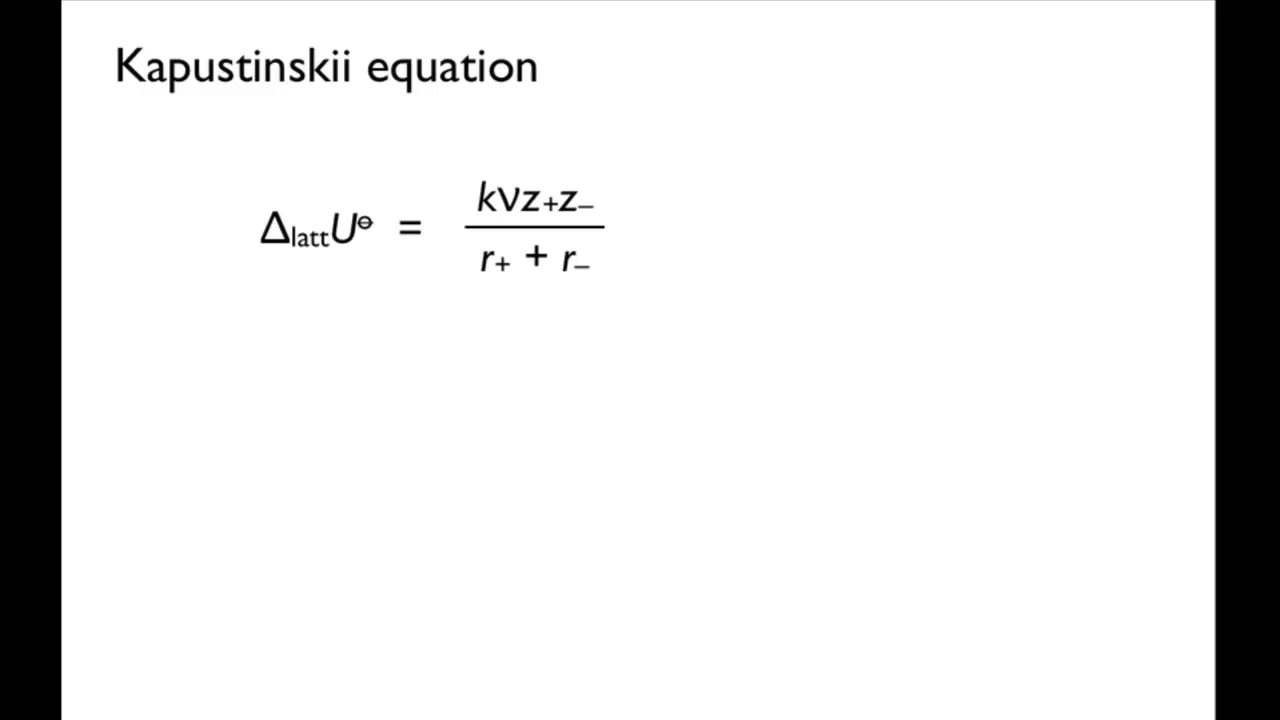 Kapustinskii equation
ΔlattU⦵ = kνz+z− / r+ + r−